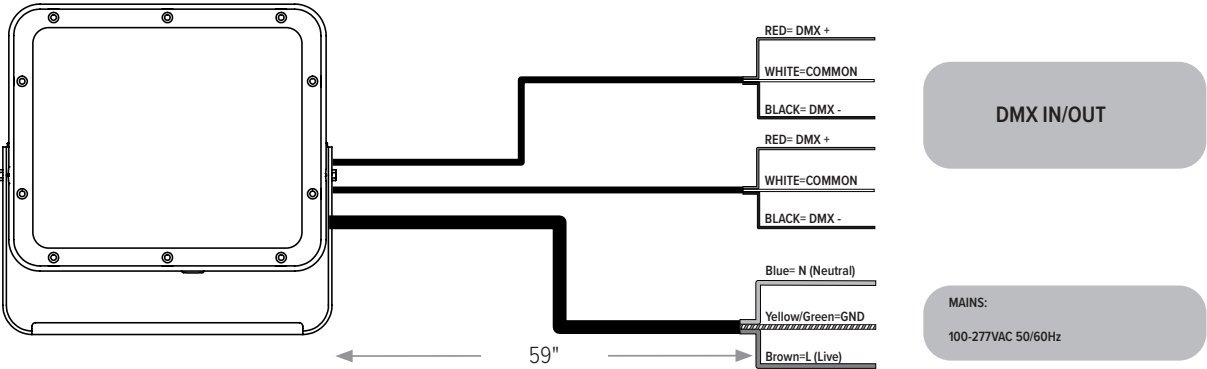 RED= DMX +
WHITE=COMMON
BLACK= DMX -
DMX IN/OUT
RED= DMX +
WHITE=COMMON
BLACK= DMX -
Blue= N (Neutral)
Yellow/Green=GND
Brown=L (Live)
MAINS:
100-277VAC 50/60Hz
59"